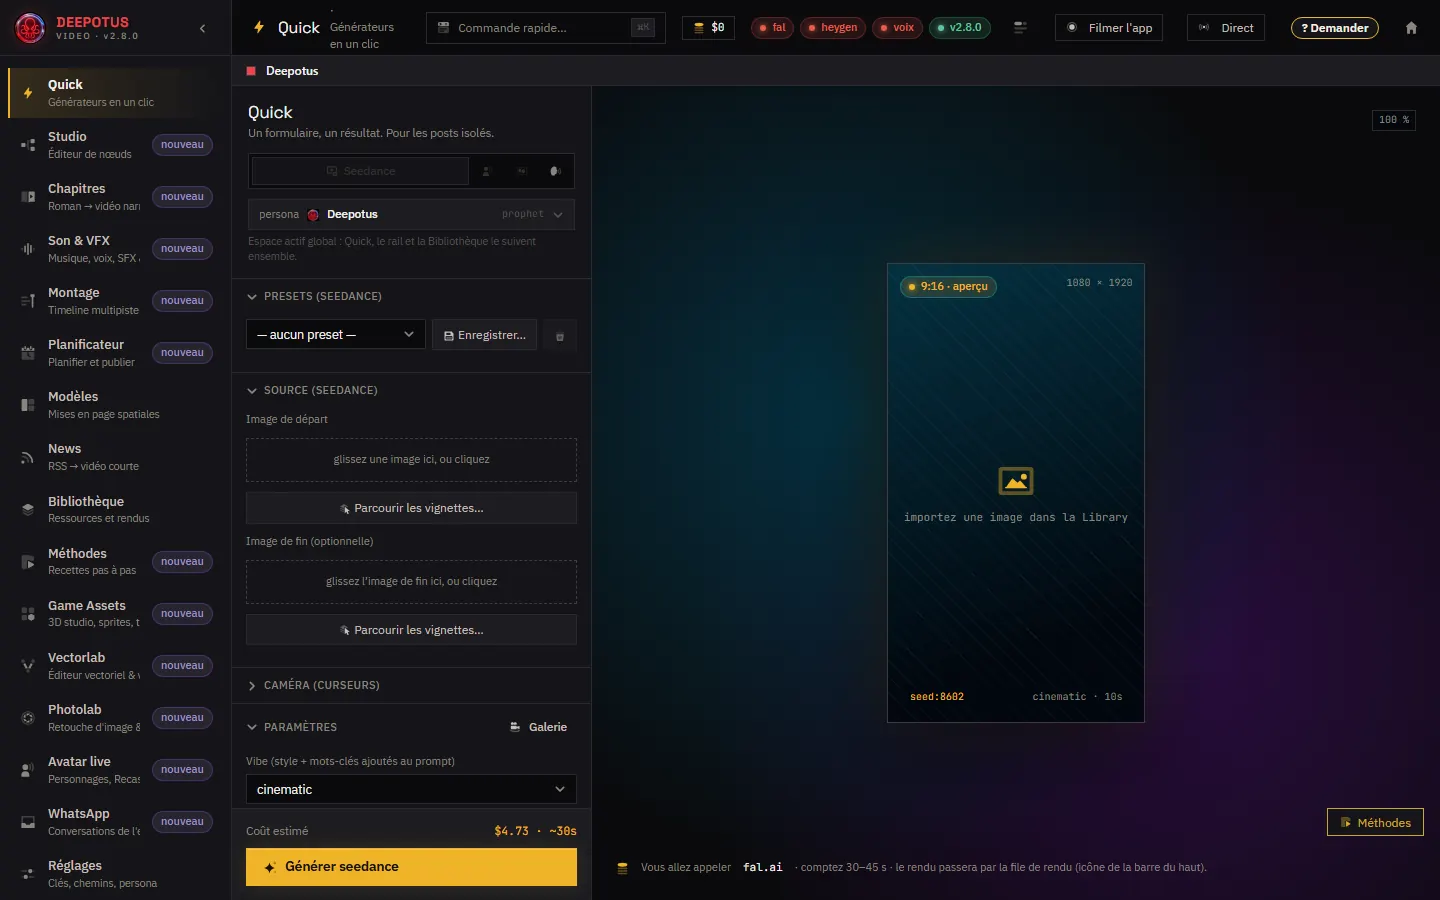 DEEPOTUS
VIDEO · v2.8.0
Quick
Générateurs en un clic
Studio
Éditeur de nœuds
nouveau
Chapitres
Roman → vidéo narr
nouveau
Son & VFX
Musique, voix, SFX
nouveau
Montage
Timeline multipiste
nouveau
Planificateur
Planifier et publier
nouveau
Modèles
Mises en page spatiales
News
RSS → vidéo courte
Bibliothèque
Ressources et rendus
Méthodes
Recettes pas à pas
nouveau
Game Assets
3D studio, sprites, t
nouveau
Vectorlab
Éditeur vectoriel &
nouveau
Photolab
Retouche d'image &
nouveau
Avatar live
Personnages, Recas
nouveau
WhatsApp
Conversations de l'é
nouveau
Réglages
Clés, chemins, persona
Quick
· Générateurs en un clic
Commande rapide...
⌘K
$0
fal
heygen
voix
v2.8.0
Filmer l'app
Direct
? Demander
Deepotus
Quick
Un formulaire, un résultat. Pour les posts isolés.
Seedance
persona
Deepotus
prophet
Espace actif global : Quick, le rail et la Bibliothèque le suivent
ensemble.
PRESETS (SEEDANCE)
— aucun preset —
Enregistrer...
SOURCE (SEEDANCE)
Image de départ
glissez une image ici, ou cliquez
Parcourir les vignettes...
Image de fin (optionnelle)
glissez l'image de fin ici, ou cliquez
Parcourir les vignettes...
CAMÉRA (CURSEURS)
PARAMÈTRES
Galerie
Vibe (style + mots-clés ajoutés au prompt)
cinematic
Coût estimé
$4.73 · ~30s
Générer seedance
100 %
9:16 · aperçu
1080 × 1920
importez une image dans la Library
seed:8602
cinematic · 10s
Méthodes
Vous allez appeler fal.ai · comptez 30–45 s · le rendu passera par la file de rendu (icône de la barre du haut).